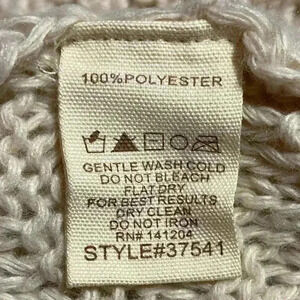 100%POLYESTER
GENTLE WASH COLD
DO NOT BLEACH
FLAT DRY
FOR BEST RESULTS
DRY CLEAN
DO NOT IRON
RN# 141204
STYLE#37541